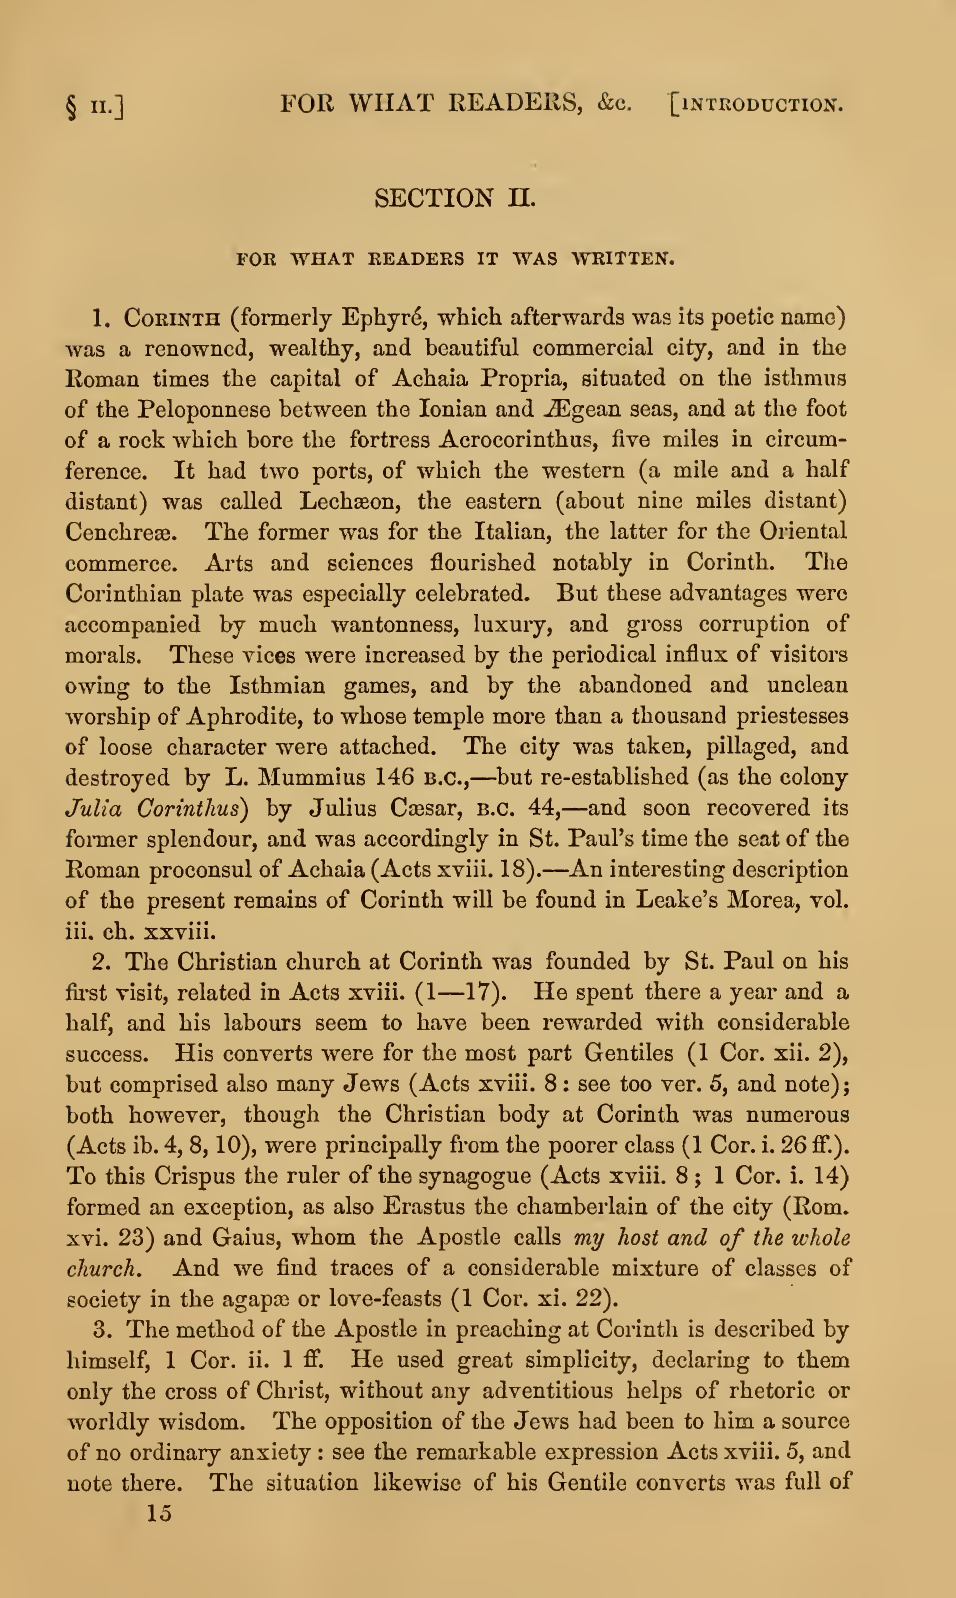 § II.] FOR WHAT READERS, &c. [INTRODUCTION.
SECTION II.
FOR WHAT READERS IT WAS WRITTEN.
1. CORINTH (formerly Ephyré, which afterwards was its poetic name)
was a renowned, wealthy, and beautiful commercial city, and in the
Roman times the capital of Achaia Propria, situated on the isthmus
of the Peloponnese between the Ionian and Ægean seas, and at the foot
of a rock which bore the fortress Acrocorinthus, five miles in circum-
ference. It had two ports, of which the western (a mile and a half
distant) was called Lechæon, the eastern (about nine miles distant)
Cenchreæ. The former was for the Italian, the latter for the Oriental
commerce. Arts and sciences flourished notably in Corinth. The
Corinthian plate was especially celebrated. But these advantages were
accompanied by much wantonness, luxury, and gross corruption of
morals. These vices were increased by the periodical influx of visitors
owing to the Isthmian games, and by the abandoned and unclean
worship of Aphrodite, to whose temple more than a thousand priestesses
of loose character were attached. The city was taken, pillaged, and
destroyed by L. Mummius 146 B.C.,—but re-established (as the colony
Julia Corinthus) by Julius Cæsar, B.C. 44,—and soon recovered its
former splendour, and was accordingly in St. Paul's time the seat of the
Roman proconsul of Achaia (Acts xviii. 18).—An interesting description
of the present remains of Corinth will be found in Leake's Morea, vol.
iii. ch. xxviii.
2. The Christian church at Corinth was founded by St. Paul on his
first visit, related in Acts xviii. (1—17). He spent there a year and a
half, and his labours seem to have been rewarded with considerable
success. His converts were for the most part Gentiles (1 Cor. xii. 2),
but comprised also many Jews (Acts xviii. 8: see too ver. 5, and note);
both however, though the Christian body at Corinth was numerous
(Acts ib. 4, 8, 10), were principally from the poorer class (1 Cor. i. 26 ff.).
To this Crispus the ruler of the synagogue (Acts xviii. 8; 1 Cor. i. 14)
formed an exception, as also Erastus the chamberlain of the city (Rom.
xvi. 23) and Gaius, whom the Apostle calls my host and of the whole
church. And we find traces of a considerable mixture of classes of
society in the agapæ or love-feasts (1 Cor. xi. 22).
3. The method of the Apostle in preaching at Corinth is described by
himself, 1 Cor. ii. 1 ff. He used great simplicity, declaring to them
only the cross of Christ, without any adventitious helps of rhetoric or
worldly wisdom. The opposition of the Jews had been to him a source
of no ordinary anxiety: see the remarkable expression Acts xviii. 5, and
note there. The situation likewise of his Gentile converts was full of
15